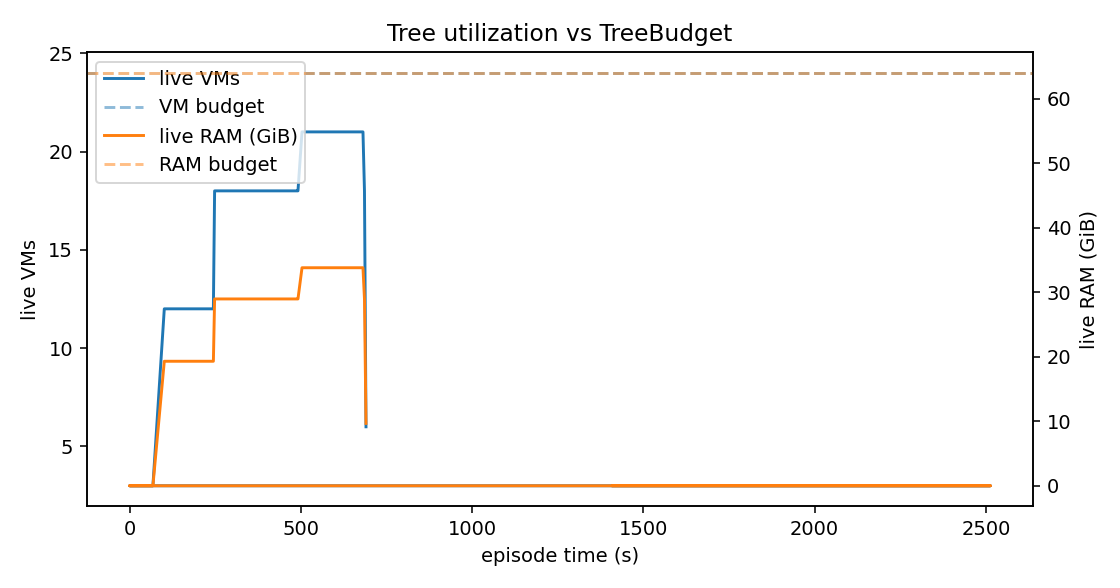 Tree utilization vs TreeBudget
live VMs
VM budget
live RAM (GiB)
RAM budget
25
20
15
10
5
live VMs
60
50
40
30
20
10
0
live RAM (GiB)
0
500
1000
1500
2000
2500
episode time (s)